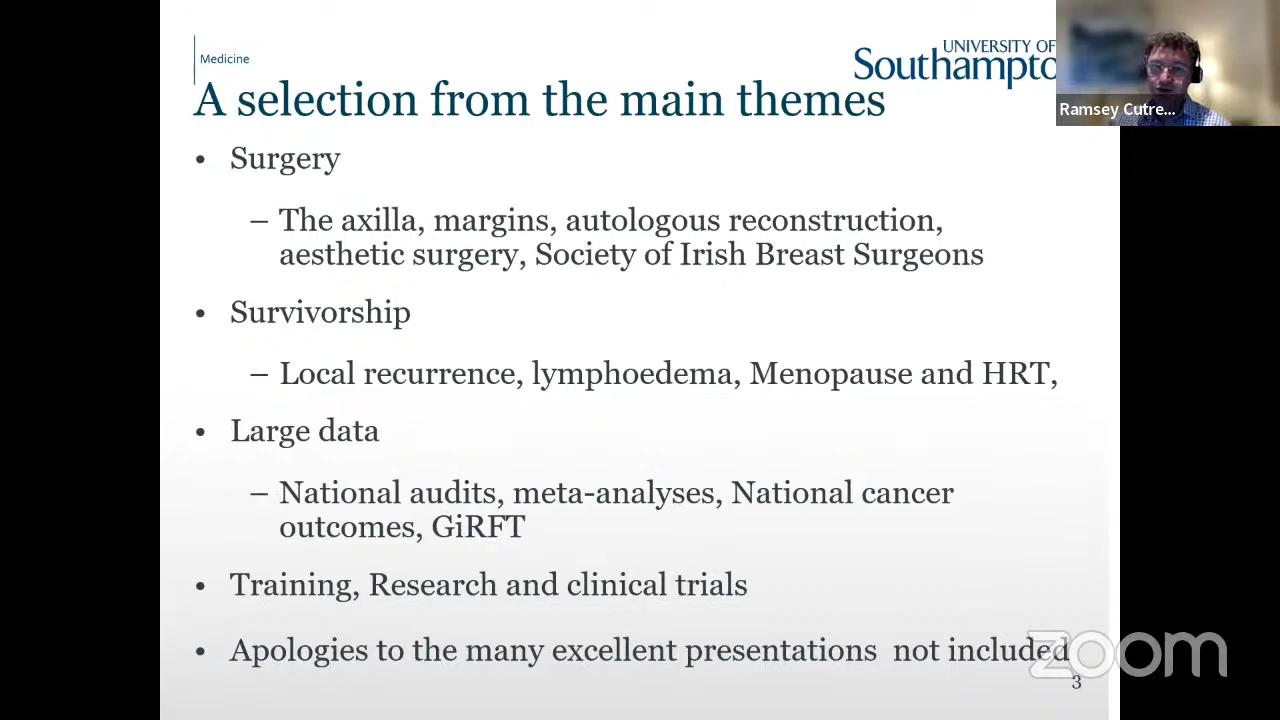 Medicine
UNIVERSITY OF
Southampto
A selection from the main themes
Ramsey Cutre...
• Surgery
– The axilla, margins, autologous reconstruction,
aesthetic surgery, Society of Irish Breast Surgeons
• Survivorship
– Local recurrence, lymphoedema, Menopause and HRT,
• Large data
– National audits, meta-analyses, National cancer
outcomes, GiRFT
• Training, Research and clinical trials
• Apologies to the many excellent presentations  not included
zoom
3